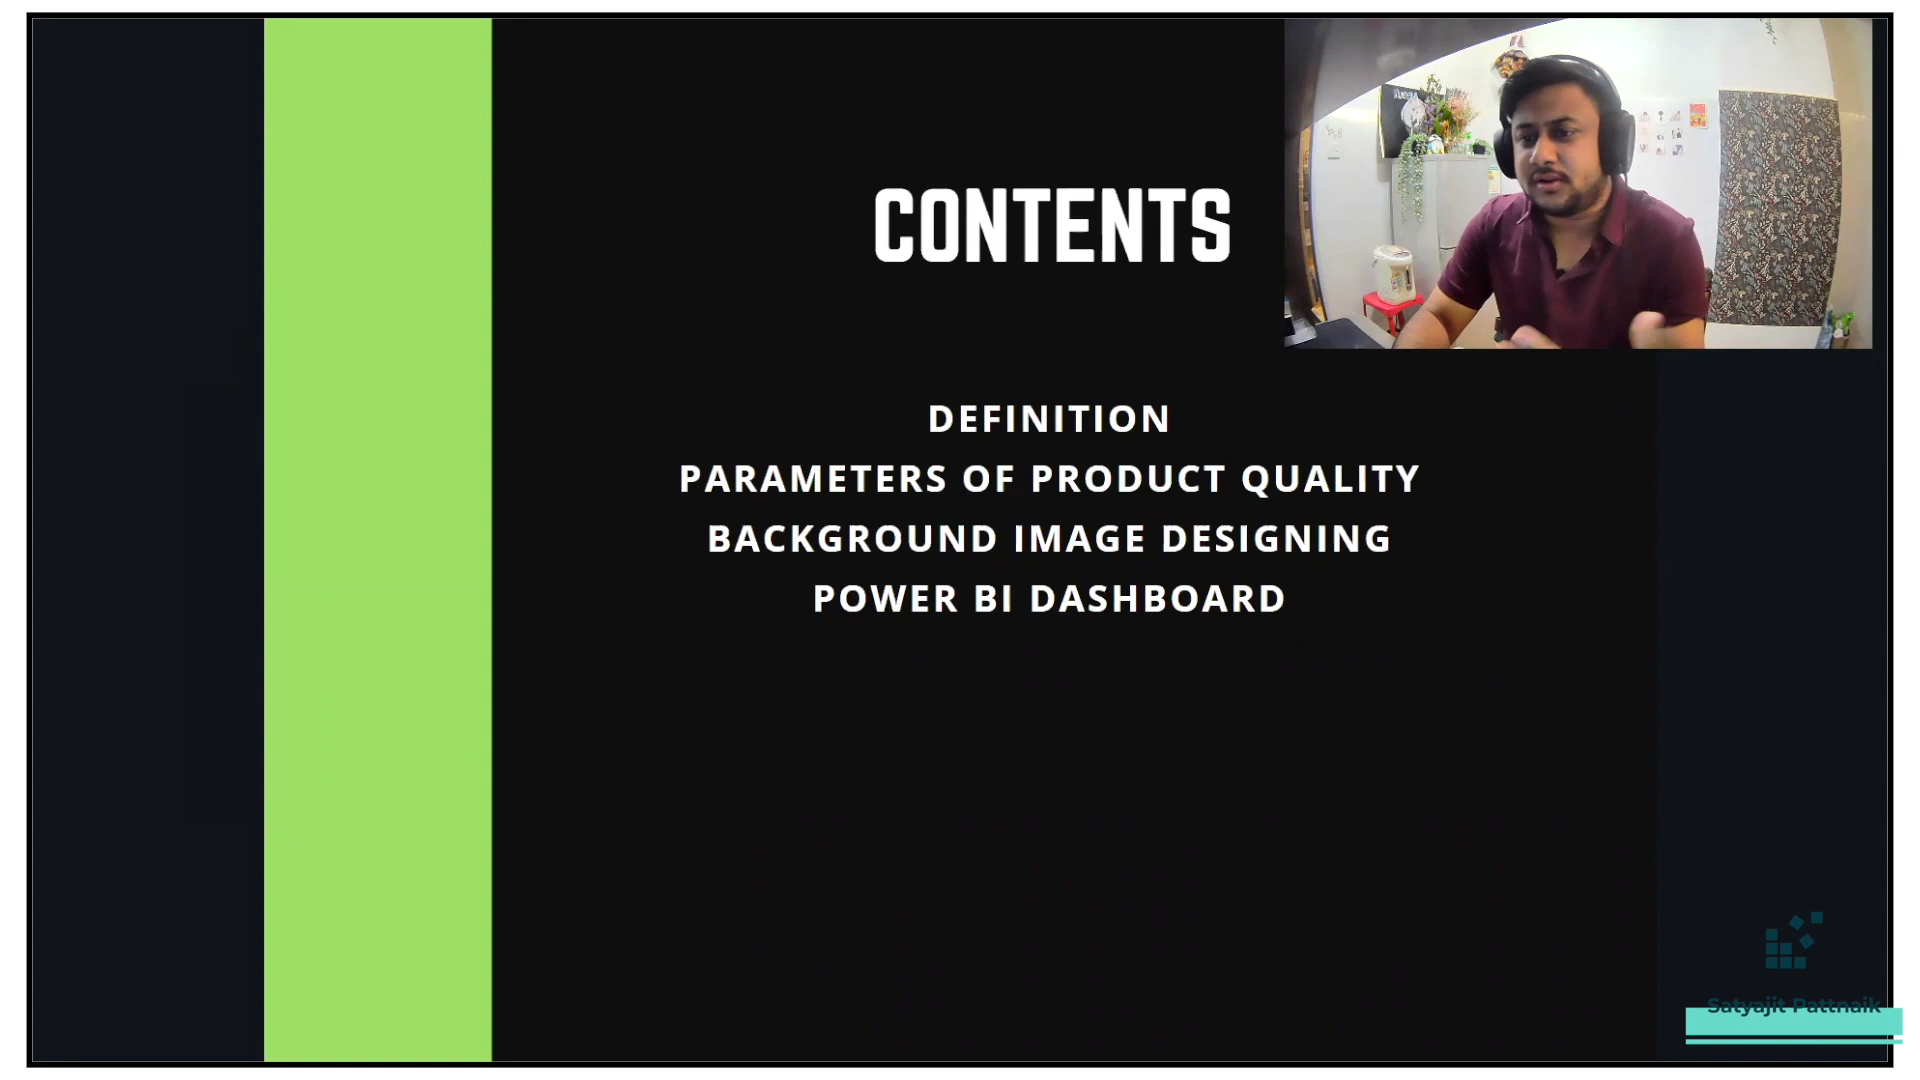 CONTENTS
DEFINITION
PARAMETERS OF PRODUCT QUALITY
BACKGROUND IMAGE DESIGNING
POWER BI DASHBOARD
Satyajit Pattnaik